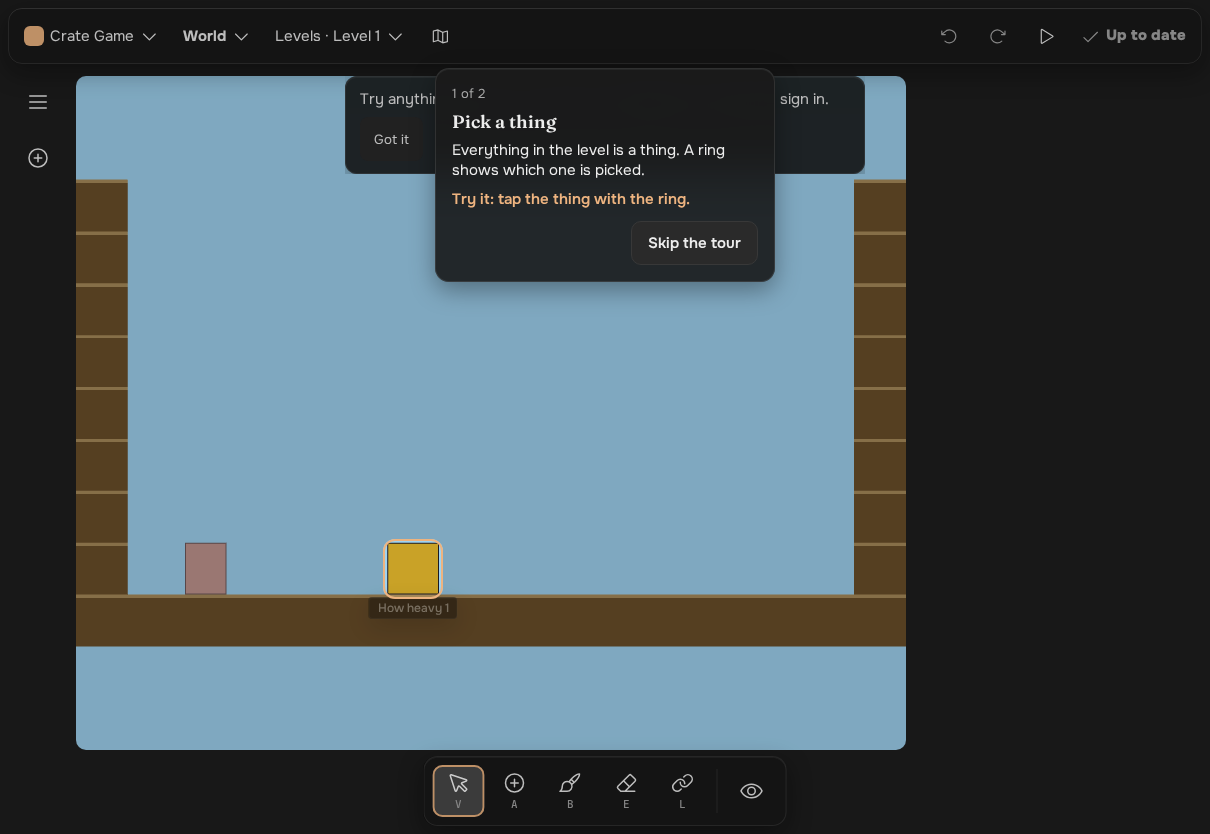 Crate Game
World
Levels · Level 1
Up to date
Try anythin
sign in.
Got it
1 of 2
Pick a thing
Everything in the level is a thing. A ring
shows which one is picked.
Try it: tap the thing with the ring.
Skip the tour
How heavy 1
V
A
B
E
L